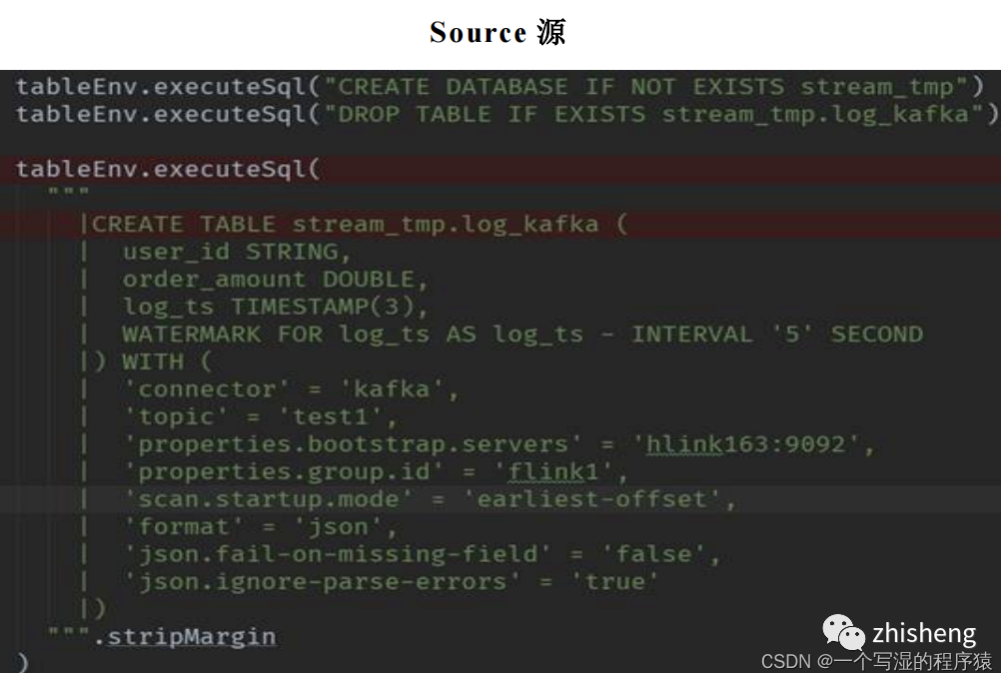 Source 源
tableEnv.executeSql("CREATE DATABASE IF NOT EXISTS stream_tmp")
tableEnv.executeSql("DROP TABLE IF EXISTS stream_tmp.log_kafka")
tableEnv.executeSql(
"""
|CREATE TABLE stream_tmp.log_kafka (
| user_id STRING,
| order_amount DOUBLE,
| log_ts TIMESTAMP(3),
| WATERMARK FOR log_ts AS log_ts - INTERVAL '5' SECOND
|) WITH (
| 'connector' = 'kafka',
| 'topic' = 'test1',
| 'properties.bootstrap.servers' = 'hlink163:9092',
| 'properties.group.id' = 'flink1',
| 'scan.startup.mode' = 'earliest-offset',
| 'format' = 'json',
| 'json.fail-on-missing-field' = 'false',
| 'json.ignore-parse-errors' = 'true'
|)
""".stripMargin
)
zhisheng
CSDN @一个写湿的程序猿